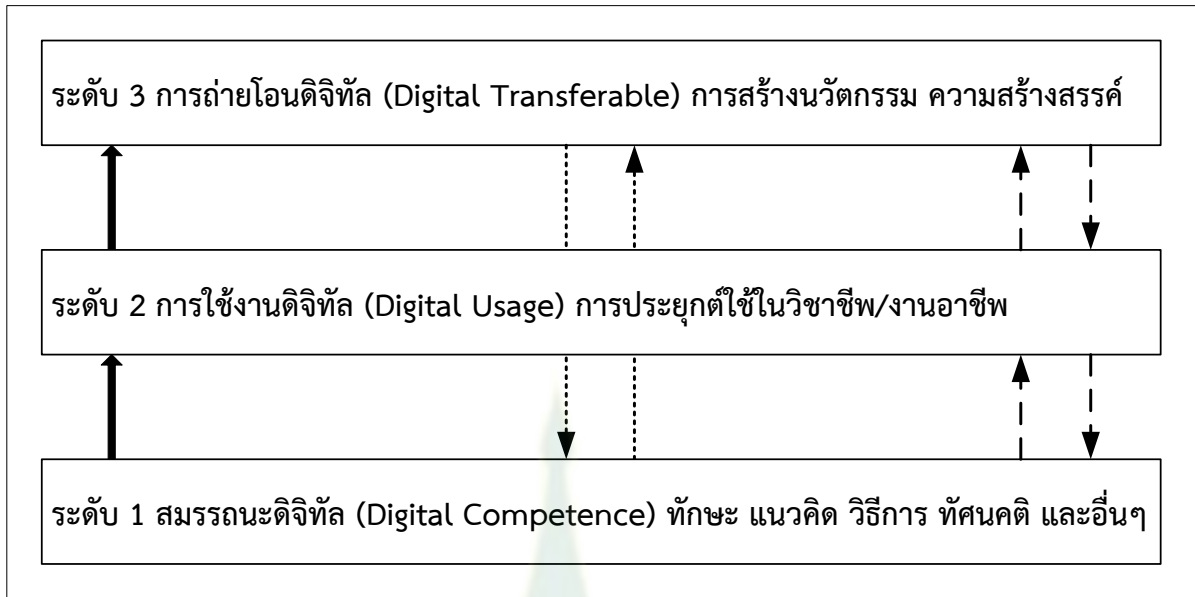 ระดับ 3 การถ่ายโอนดิจิทัล (Digital Transferable) การสร้างนวัตกรรม ความสร้างสรรค์
ระดับ 2 การใช้งานดิจิทัล (Digital Usage) การประยุกต์ใช้ในวิชาชีพ/งานอาชีพ
ระดับ 1 สมรรถนะดิจิทัล (Digital Competence) ทักษะ แนวคิด วิธีการ ทัศนคติ และอื่นๆ